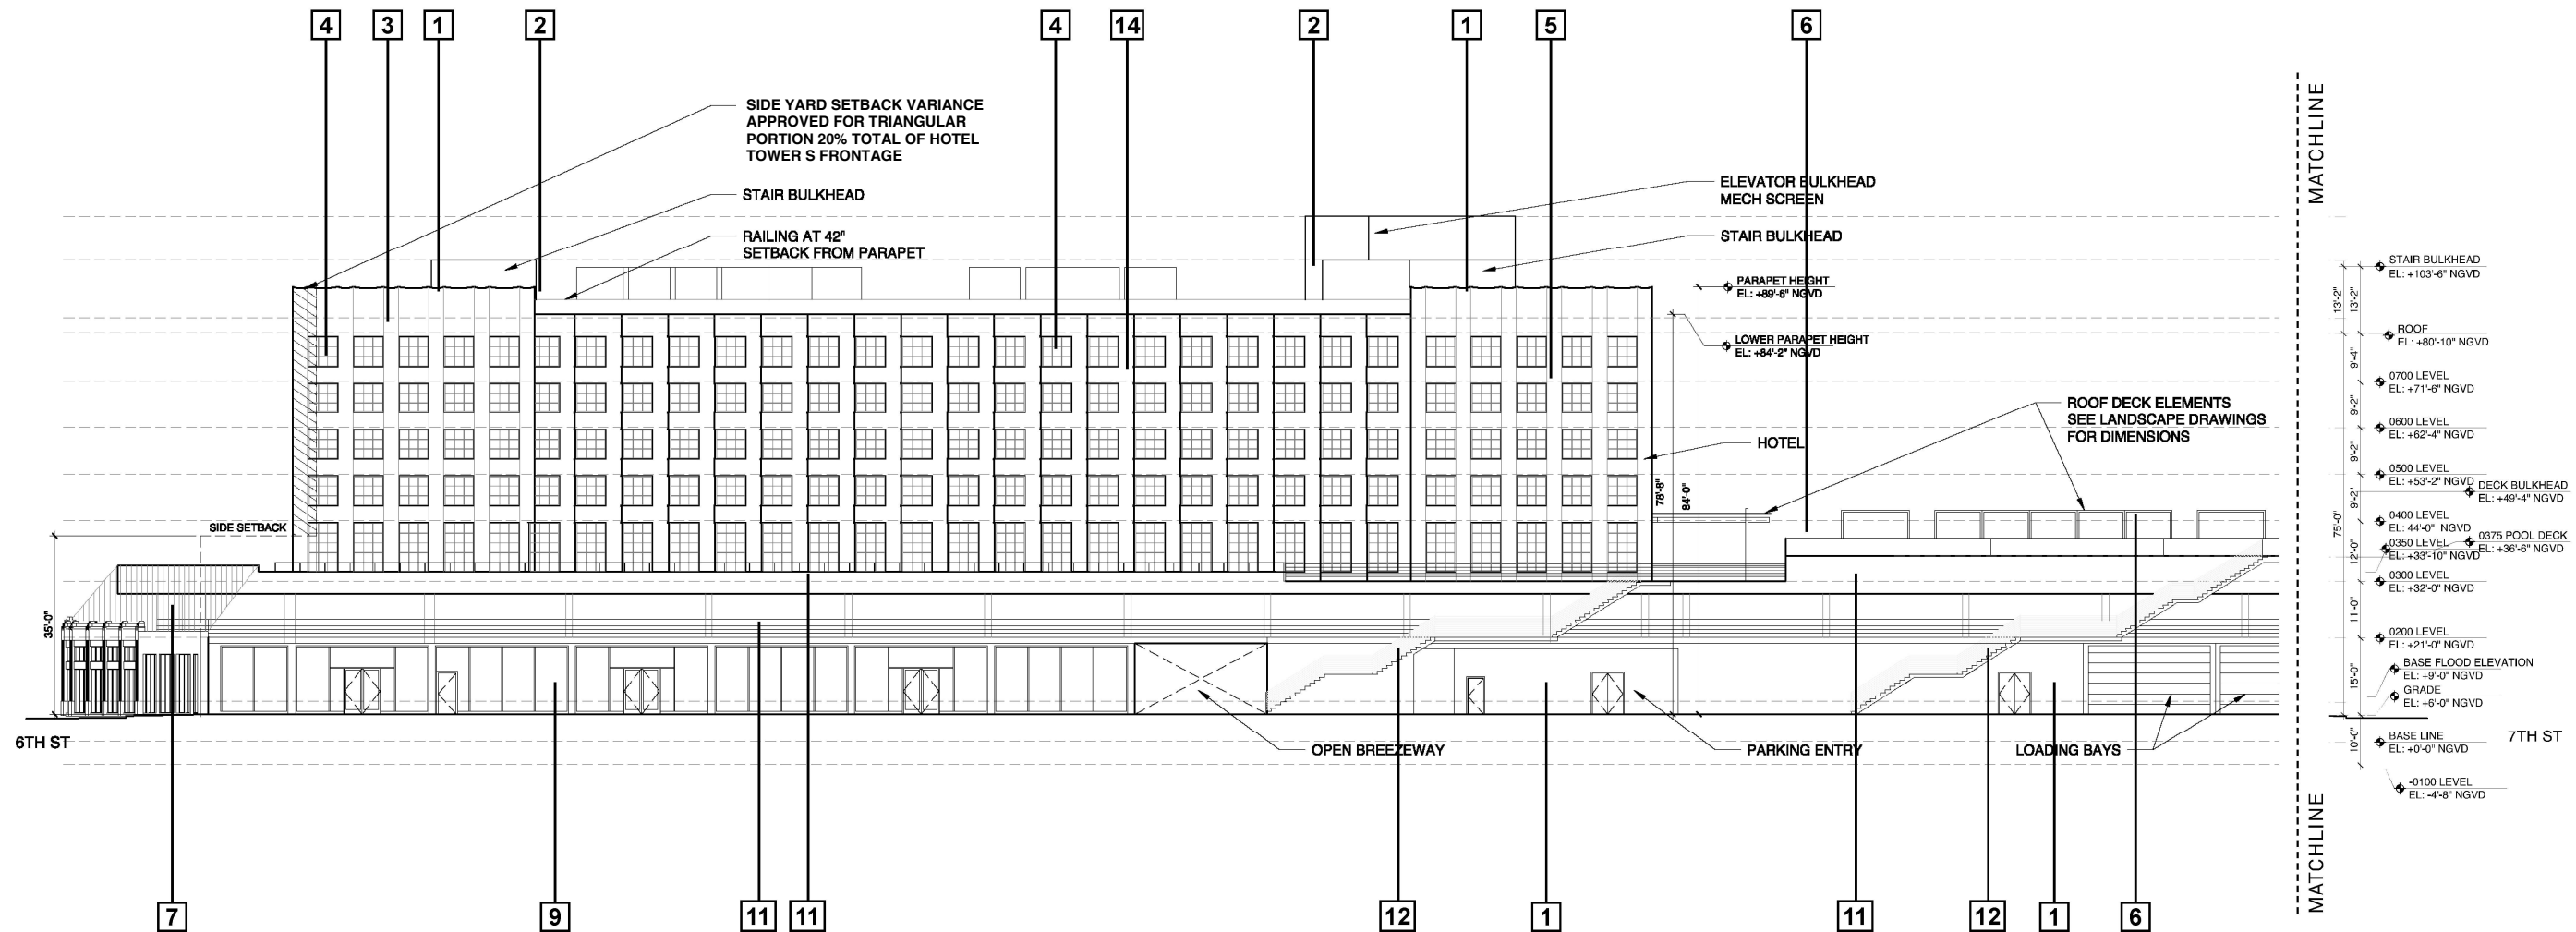 4 3 1 2 4 14 2 1 5 6
SIDE YARD SETBACK VARIANCE
APPROVED FOR TRIANGULAR
PORTION 20% TOTAL OF HOTEL
TOWER S FRONTAGE
STAIR BULKHEAD
RAILING AT 42"
SETBACK FROM PARAPET
ELEVATOR BULKHEAD
MECH SCREEN
STAIR BULKHEAD
PARAPET HEIGHT
EL: +89'-6" NGVD
LOWER PARAPET HEIGHT
EL: +84'-2" NGVD
ROOF DECK ELEMENTS
SEE LANDSCAPE DRAWINGS
FOR DIMENSIONS
HOTEL
78'-8"
84'-0"
SIDE SETBACK
35'-0"
6TH ST
OPEN BREEZEWAY
PARKING ENTRY
LOADING BAYS
MATCHLINE
MATCHLINE
STAIR BULKHEAD
EL: +103'-6" NGVD
13'-2"
13'-2"
ROOF
EL: +80'-10" NGVD
9'-4"
0700 LEVEL
EL: +71'-6" NGVD
9'-2"
0600 LEVEL
EL: +62'-4" NGVD
9'-2"
0500 LEVEL
EL: +53'-2" NGVD
DECK BULKHEAD
EL: +49'-4" NGVD
9'-2"
75'-0"
0400 LEVEL
EL: 44'-0" NGVD
0375 POOL DECK
EL: +36'-6" NGVD
0350 LEVEL
EL: +33'-10" NGVD
12'-0"
0300 LEVEL
EL: +32'-0" NGVD
11'-0"
0200 LEVEL
EL: +21'-0" NGVD
BASE FLOOD ELEVATION
EL: +9'-0" NGVD
15'-0"
GRADE
EL: +6'-0" NGVD
BASE LINE
EL: +0'-0" NGVD
10'-0"
7TH ST
-0100 LEVEL
EL: -4'-8" NGVD
7 9 11 11 12 1 11 12 1 6